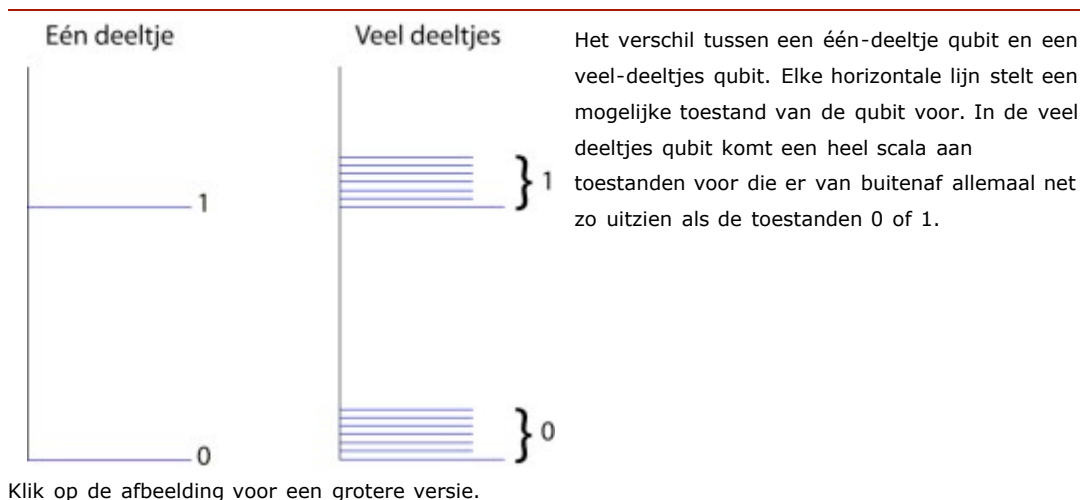 Eén deeltje
Veel deeltjes
1
0
1
0
Het verschil tussen een één-deeltje qubit en een
veel-deeltjes qubit. Elke horizontale lijn stelt een
mogelijke toestand van de qubit voor. In de veel
deeltjes qubit komt een heel scala aan
toestanden voor die er van buitenaf allemaal net
zo uitzien als de toestanden 0 of 1.
Klik op de afbeelding voor een grotere versie.